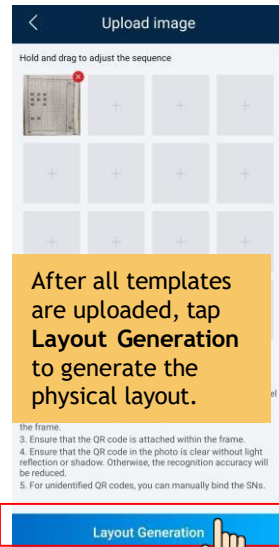 Upload image
Hold and drag to adjust the sequence
After all templates
are uploaded, tap
Layout Generation
to generate the
physical layout.
el
the frame.
3. Ensure that the QR code is attached within the frame.
4. Ensure that the QR code in the photo is clear without light
reflection or shadow. Otherwise, the recognition accuracy will
be reduced.
5. For unidentified QR codes, you can manually bind the SNs.
Layout Generation